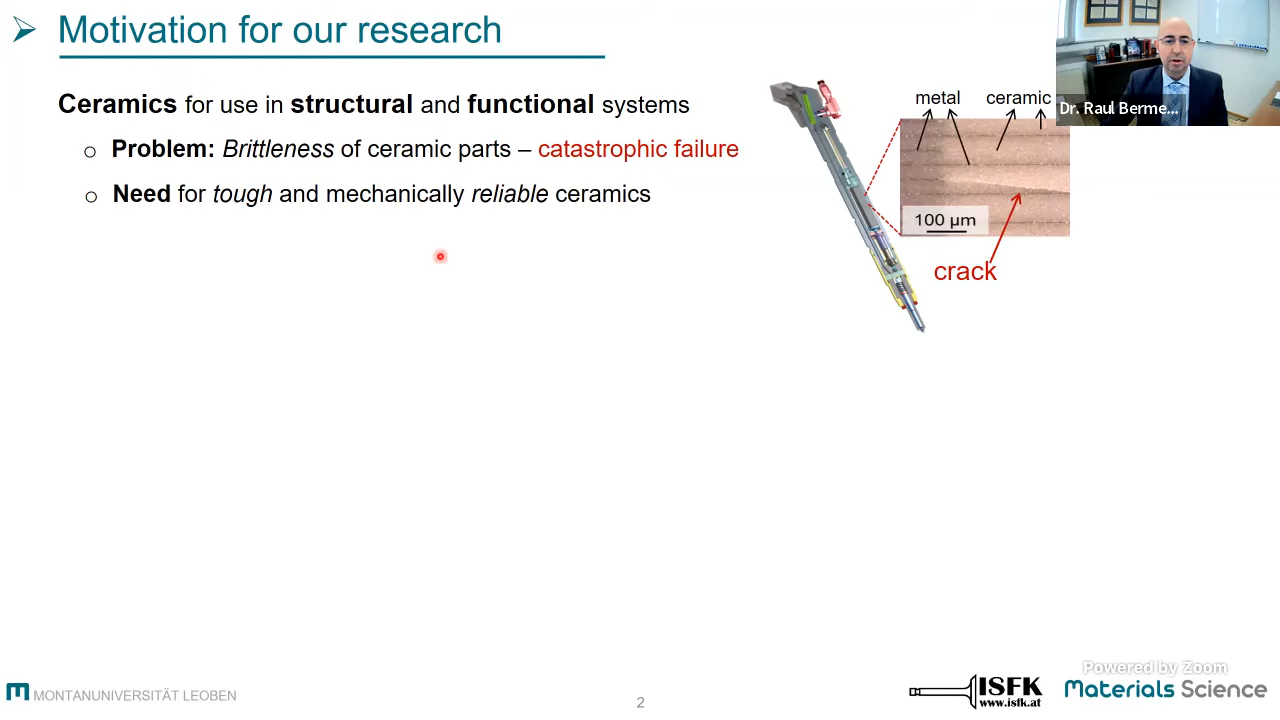 Motivation for our research
Ceramics for use in structural and functional systems
Problem: Brittleness of ceramic parts – catastrophic failure
Need for tough and mechanically reliable ceramics
metal
ceramic
100 µm
crack
Dr. Raul Berme...
MONTANUNIVERSITÄT LEOBEN
2
ISFK
www.isfk.at
Powered by Zoom
Materials Science